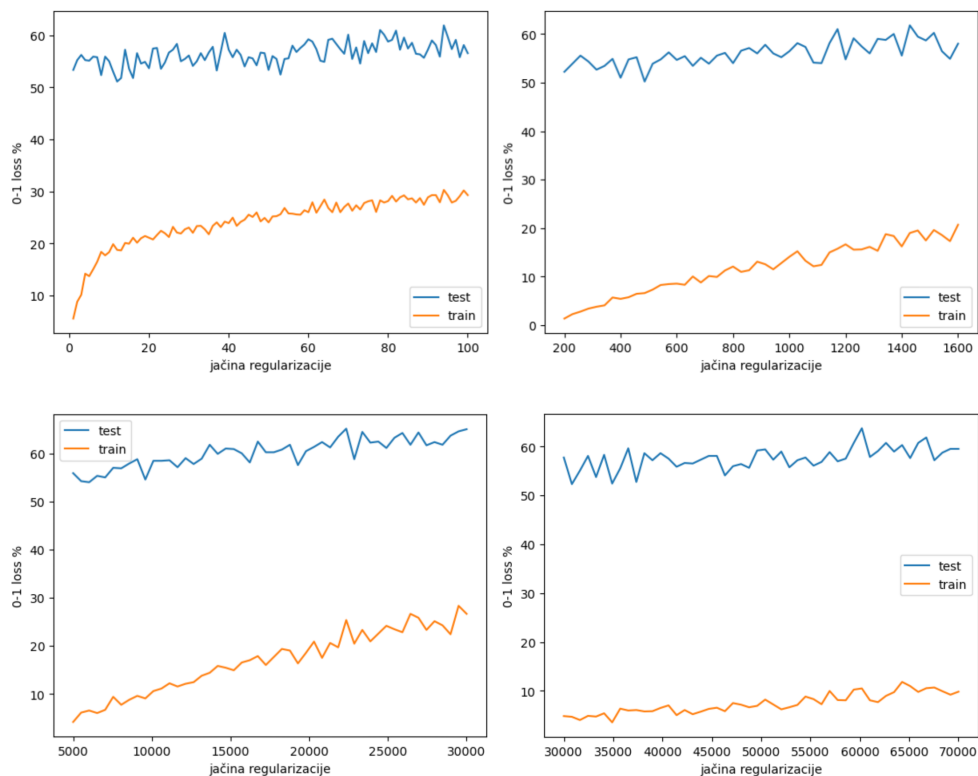 60
50
40
30
20
10
0-1 loss %
test
train
0 20 40 60 80 100
jačina regularizacije
60
50
40
30
20
10
0
0-1 loss %
test
train
200 400 600 800 1000 1200 1400 1600
jačina regularizacije
60
50
40
30
20
10
0-1 loss %
test
train
5000 10000 15000 20000 25000 30000
jačina regularizacije
60
50
40
30
20
10
0-1 loss %
test
train
30000 35000 40000 45000 50000 55000 60000 65000 70000
jačina regularizacije